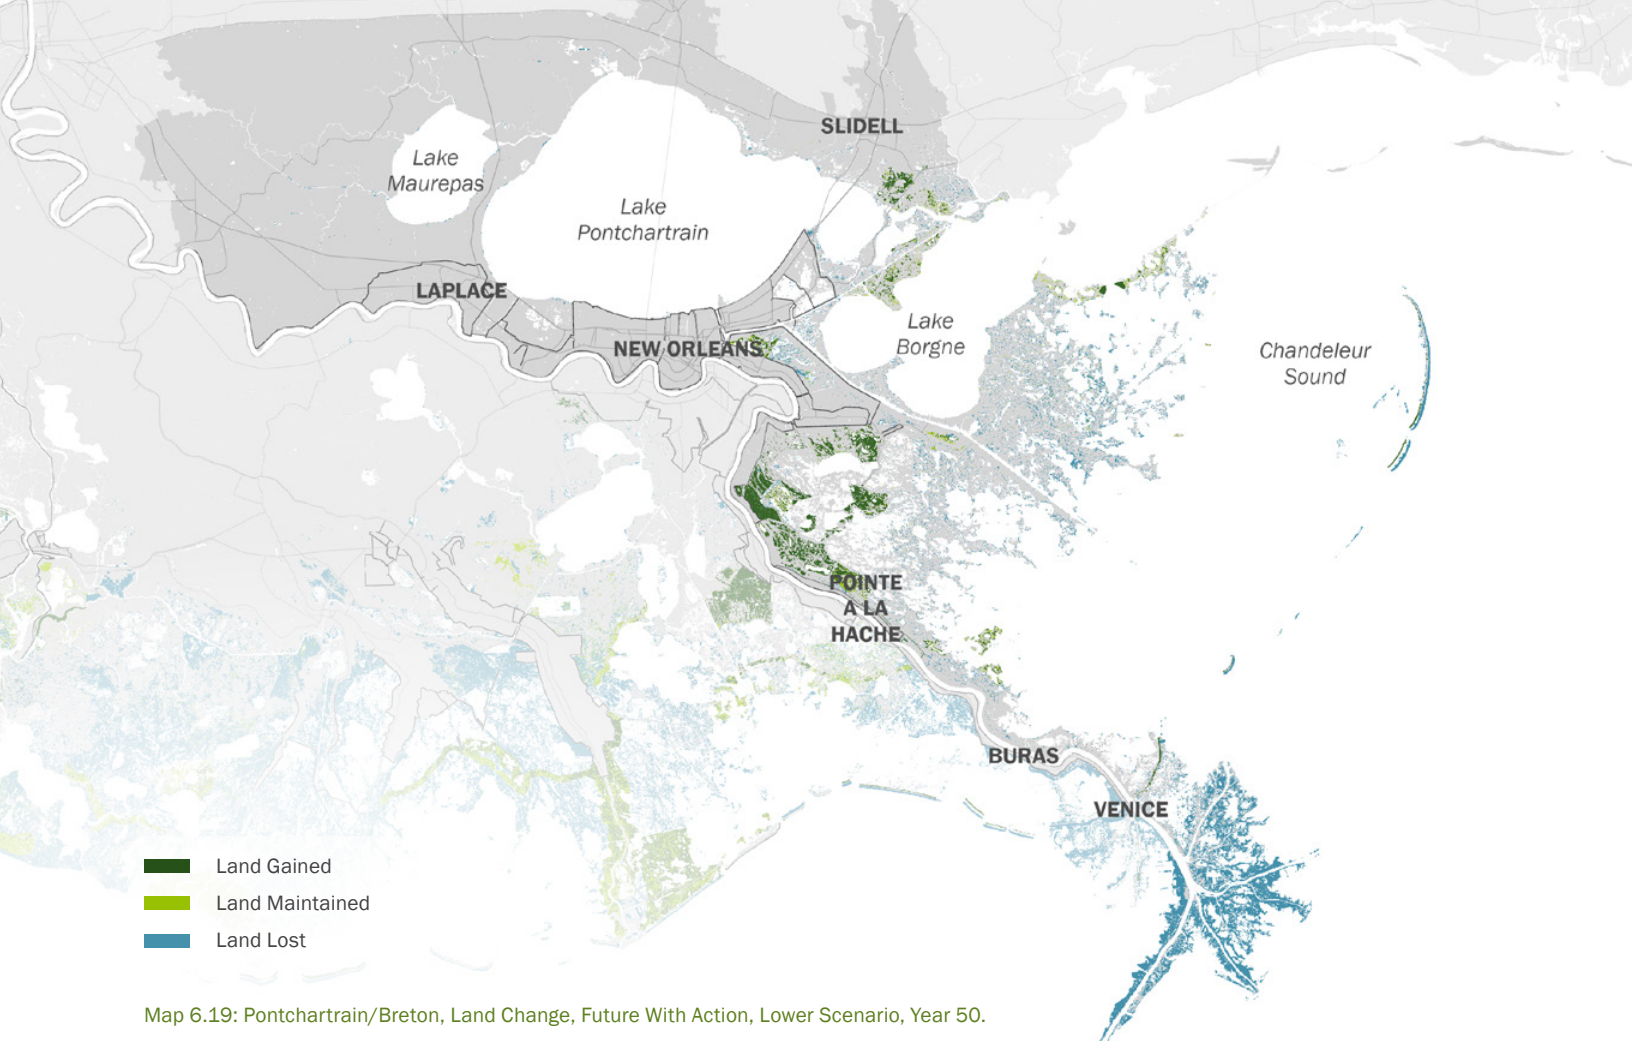 SLIDELL
Lake
Maurepas
Lake
Pontchartrain
LAPLACE
Lake
Borgne
NEW ORLEANS
Chandeleur
Sound
POINTE
A LA
HACHE
BURAS
VENICE
Land Gained
Land Maintained
Land Lost
Map 6.19: Pontchartrain/Breton, Land Change, Future With Action, Lower Scenario, Year 50.